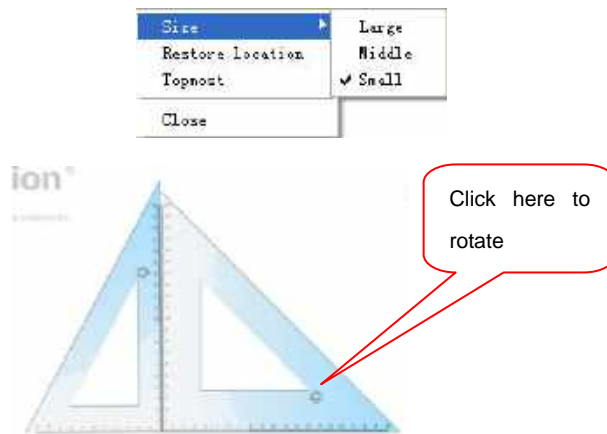 Size
Large
Restore location
Middle
Topmost
Small
Close
ion
Click here to
rotate